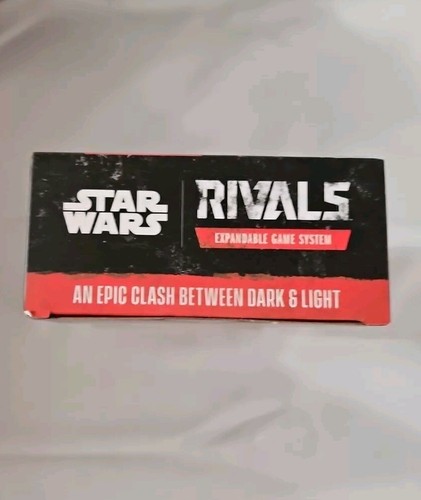 STAR WARS
RIVALS
EXPANDABLE GAME SYSTEM
AN EPIC CLASH BETWEEN DARK & LIGHT